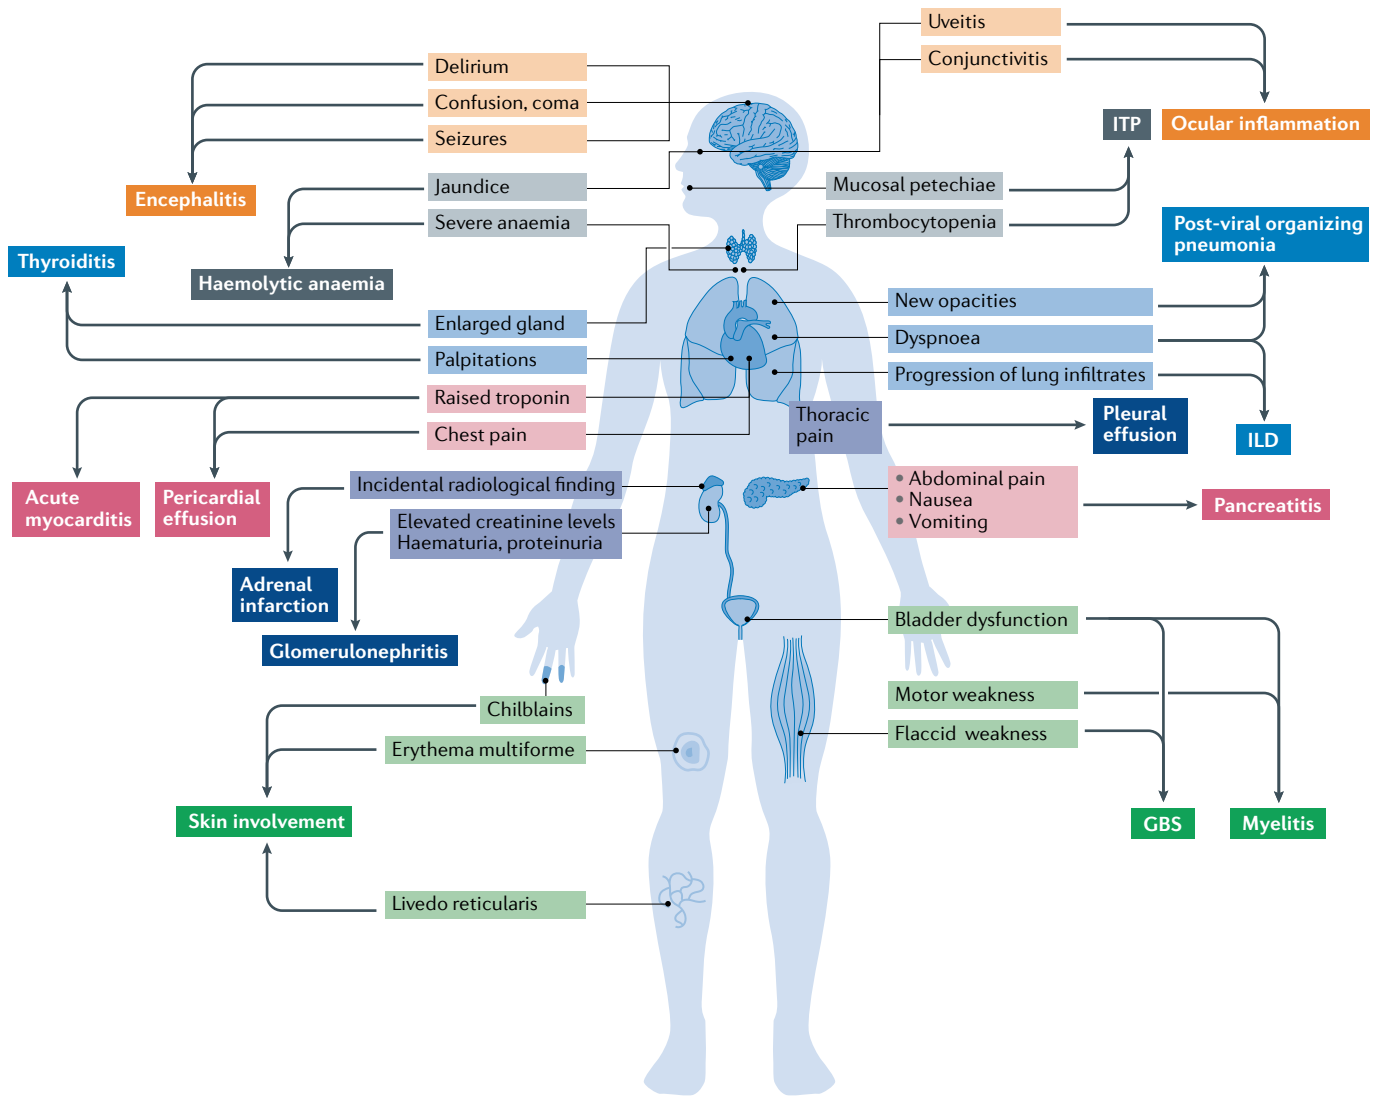 Uveitis
Conjunctivitis
Delirium
Confusion, coma
Seizures
ITP
Ocular inflammation
Jaundice
Mucosal petechiae
Encephalitis
Severe anaemia
Thrombocytopenia
Post-viral organizing
pneumonia
Thyroiditis
Haemolytic anaemia
New opacities
Enlarged gland
Dyspnoea
Palpitations
Progression of lung infiltrates
Raised troponin
Thoracic
pain
Pleural
effusion
Chest pain
ILD
Acute
myocarditis
Pericardial
effusion
Incidental radiological finding
• Abdominal pain
• Nausea
• Vomiting
Pancreatitis
Elevated creatinine levels
Haematuria, proteinuria
Adrenal
infarction
Bladder dysfunction
Glomerulonephritis
Motor weakness
Chilblains
Flaccid weakness
Erythema multiforme
Skin involvement
GBS
Myelitis
Livedo reticularis